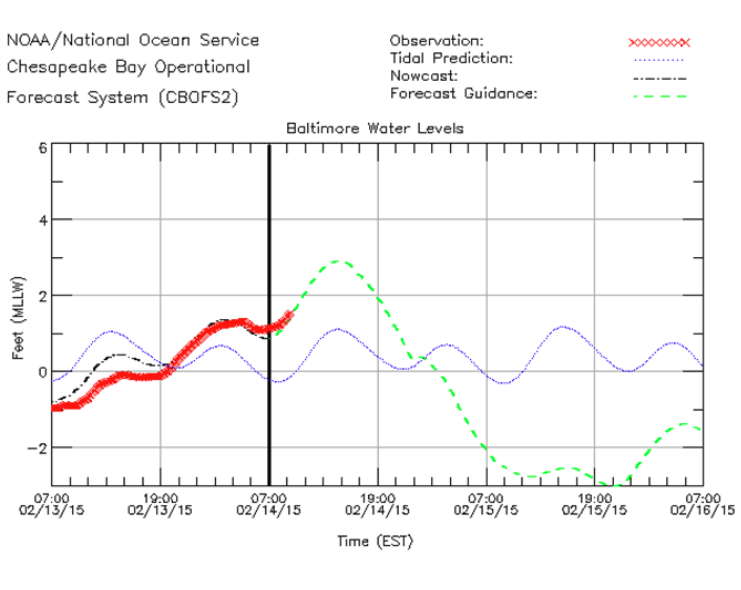 NOAA/National Ocean Service
Chesapeake Bay Operational
Forecast System (CBOFS2)
Observation:
Tidal Prediction:
Nowcast:
Forecast Guidance:
Baltimore Water Levels
6
4
2
0
-2
Feet (MLLW)
07:00 19:00 07:00 19:00 07:00 19:00 07:00
02/13/15 02/13/15 02/14/15 02/14/15 02/15/15 02/15/15 02/16/15
Time (EST)